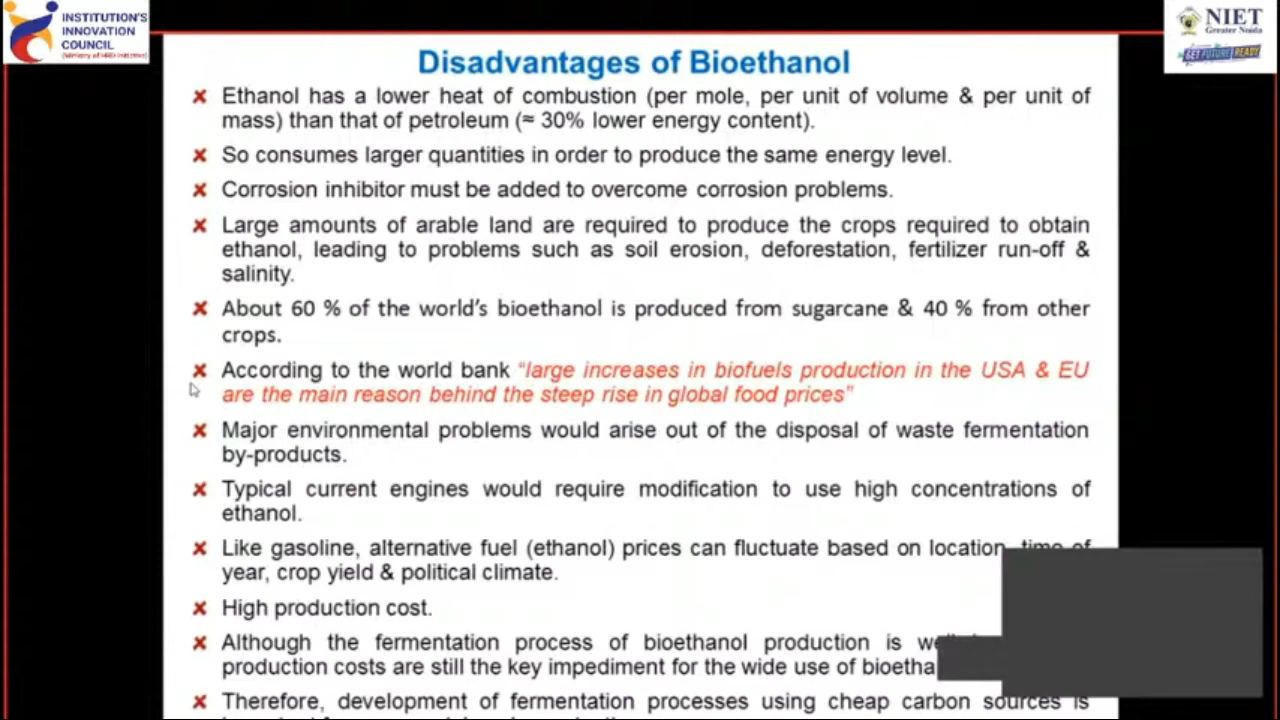 INSTITUTION'S
INNOVATION
COUNCIL
(Ministry of HRD Initiative)
NIET
Greater Noida
GET FUTURE READY
Disadvantages of Bioethanol
✘ Ethanol has a lower heat of combustion (per mole, per unit of volume & per unit of
mass) than that of petroleum (≈ 30% lower energy content).
✘ So consumes larger quantities in order to produce the same energy level.
✘ Corrosion inhibitor must be added to overcome corrosion problems.
✘ Large amounts of arable land are required to produce the crops required to obtain
ethanol, leading to problems such as soil erosion, deforestation, fertilizer run-off &
salinity.
✘ About 60 % of the world's bioethanol is produced from sugarcane & 40 % from other
crops.
✘ According to the world bank “large increases in biofuels production in the USA & EU
are the main reason behind the steep rise in global food prices”
✘ Major environmental problems would arise out of the disposal of waste fermentation
by-products.
✘ Typical current engines would require modification to use high concentrations of
ethanol.
✘ Like gasoline, alternative fuel (ethanol) prices can fluctuate based on location, time of
year, crop yield & political climate.
✘ High production cost.
✘ Although the fermentation process of bioethanol production is
production costs are still the key impediment for the wide use of
✘ Therefore, development of fermentation processes using cheap carbon sources is